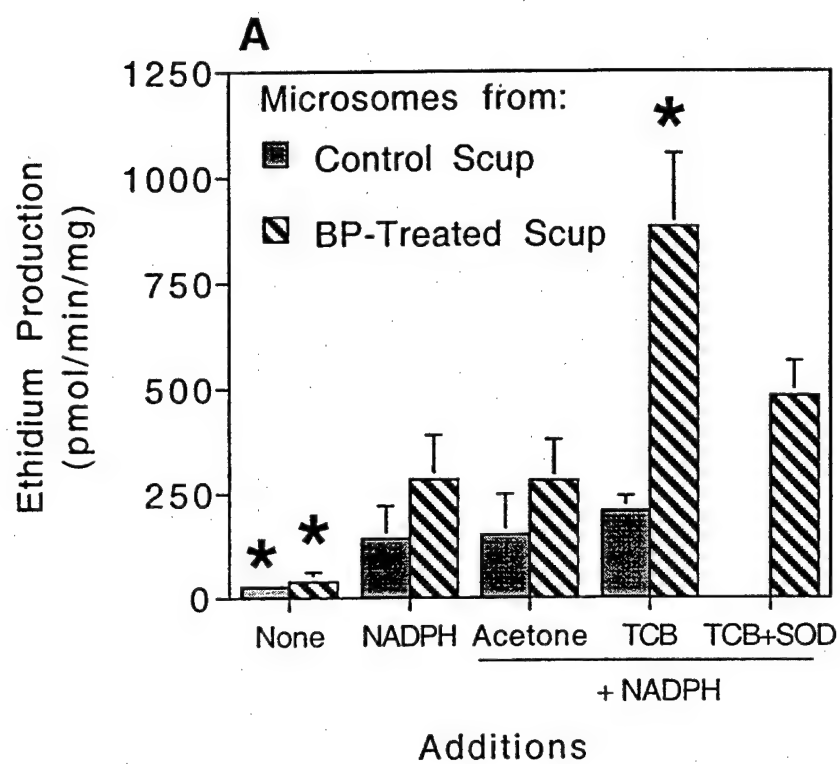 A
1250
1000
750
500
250
0
Ethidium Production
(pmol/min/mg)
Microsomes from:
Control Scup
BP-Treated Scup
*
*
*
None NADPH Acetone TCB TCB+SOD
+ NADPH
Additions